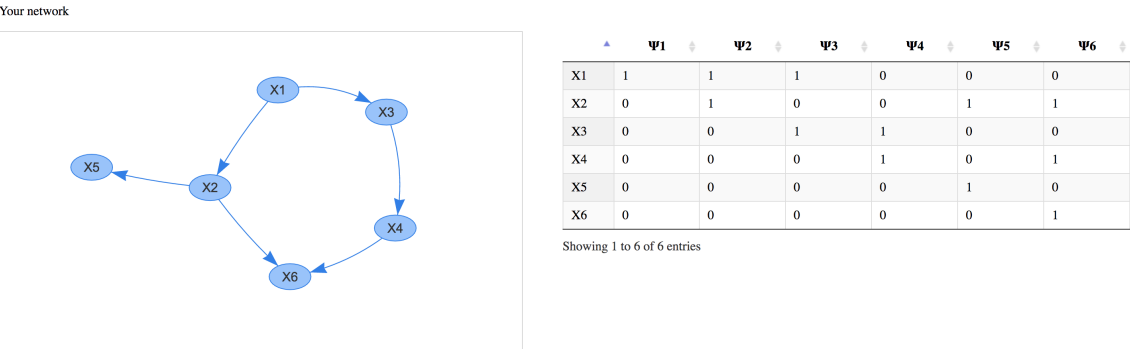 Your network
X1
X3
X5
X2
X4
X6
Ψ1 Ψ2 Ψ3 Ψ4 Ψ5 Ψ6
X1 1 1 1 0 0 0
X2 0 1 0 0 1 1
X3 0 0 1 1 0 0
X4 0 0 0 1 0 1
X5 0 0 0 0 1 0
X6 0 0 0 0 0 1
Showing 1 to 6 of 6 entries